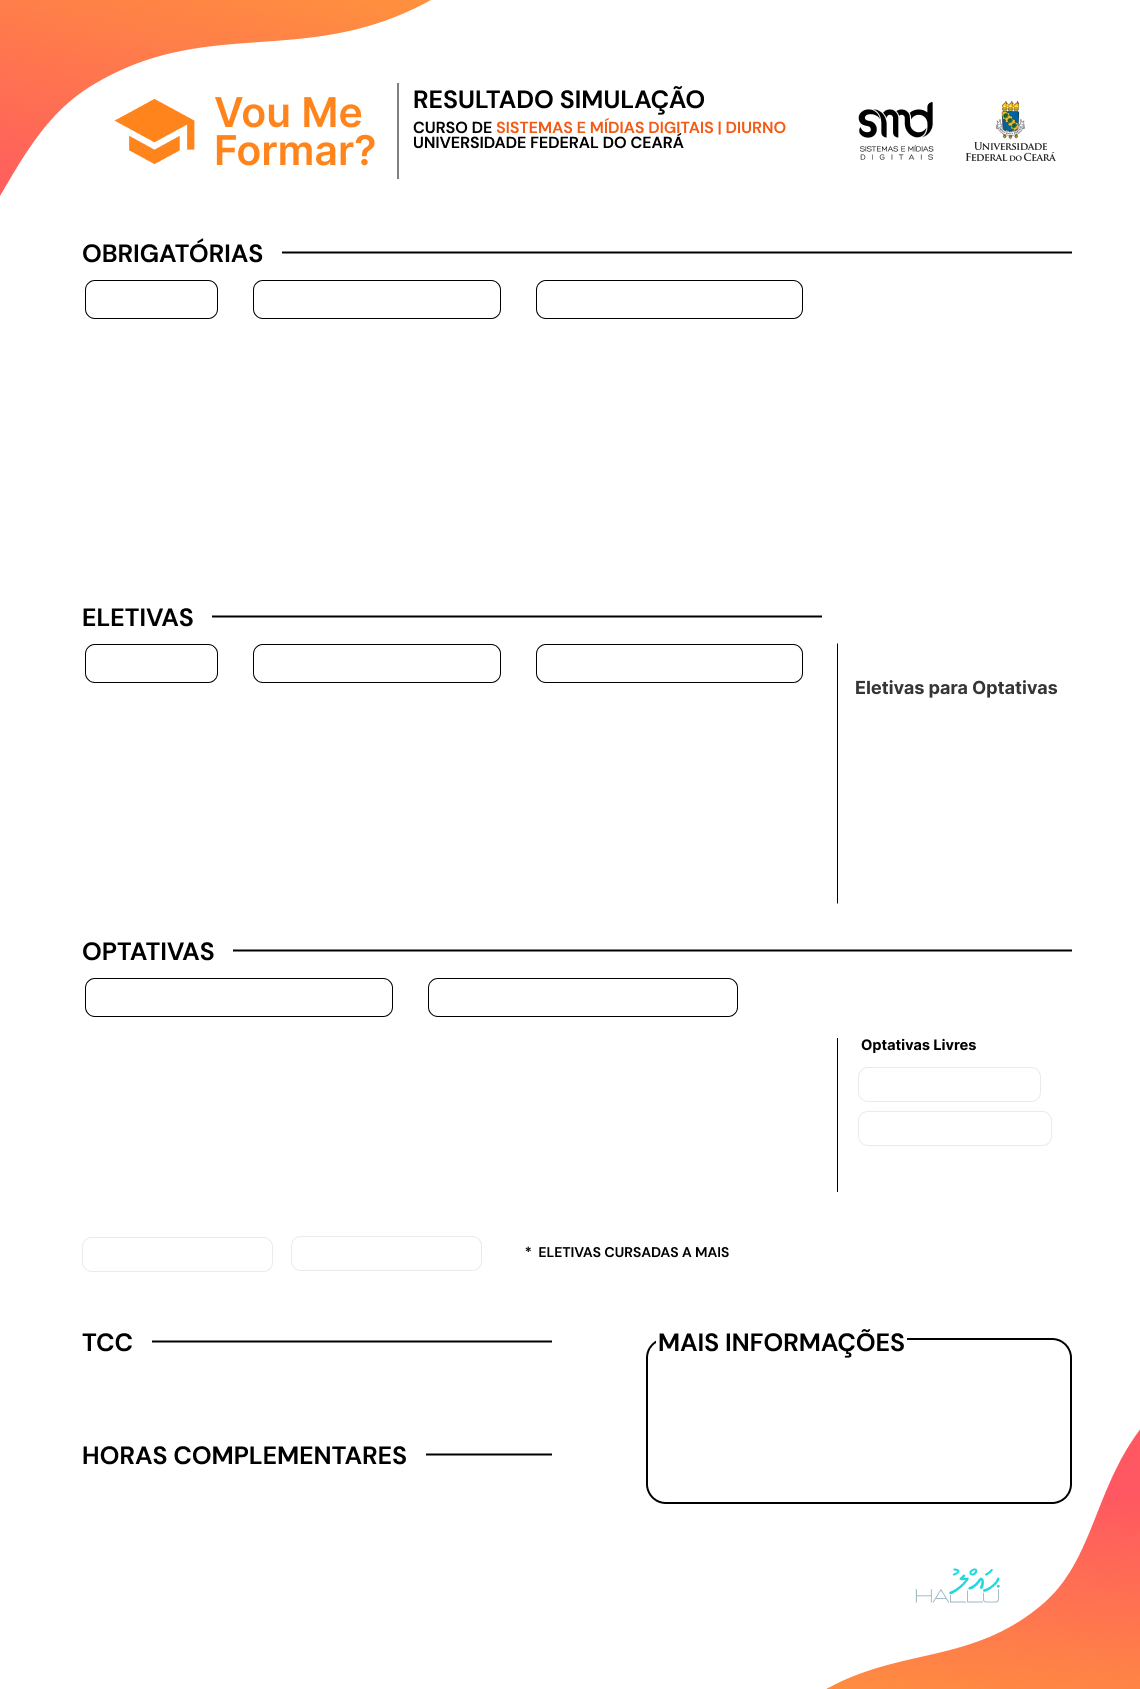 Vou Me
Formar?
RESULTADO SIMULAÇÃO
CURSO DE SISTEMAS E MÍDIAS DIGITAIS | DIURNO
UNIVERSIDADE FEDERAL DO CEARÁ
smd
SISTEMAS E MÍDIAS
DIGITAIS
UNIVERSIDADE
FEDERAL DO CEARÁ
OBRIGATÓRIAS
ELETIVAS
Eletivas para Optativas
OPTATIVAS
Optativas Livres
* ELETIVAS CURSADAS A MAIS
TCC
MAIS INFORMAÇÕES
HORAS COMPLEMENTARES
HALLU